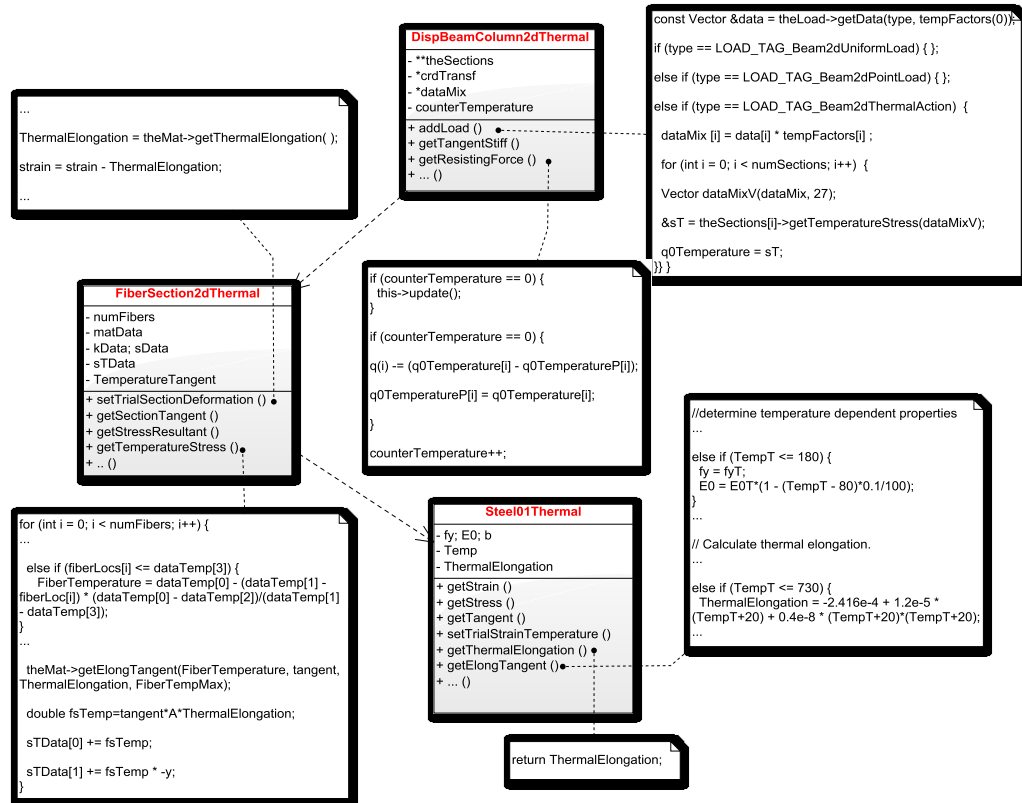 DispBeamColumn2dThermal
- **theSections
- *crdTransf
- *dataMix
- counterTemperature
+ addLoad ()
+ getTangentStiff ()
+ getResistingForce ()
+ ... ()
const Vector &data = theLoad->getData(type, tempFactors(0));
if (type == LOAD_TAG_Beam2dUniformLoad) { };
else if (type == LOAD_TAG_Beam2dPointLoad) { };
else if (type == LOAD_TAG_Beam2dThermalAction) {
dataMix [i] = data[i] * tempFactors[i] ;
for (int i = 0; i < numSections; i++) {
Vector dataMixV(dataMix, 27);
&sT = theSections[i]->getTemperatureStress(dataMixV);
q0Temperature = sT;
}} }
...
ThermalElongation = theMat->getThermalElongation( );
strain = strain - ThermalElongation;
...
FiberSection2dThermal
- numFibers
- matData
- kData; sData
- sTData
- TemperatureTangent
+ setTrialSectionDeformation ()
+ getSectionTangent ()
+ getStressResultant ()
+ getTemperatureStress ()
+ .. ()
if (counterTemperature == 0) {
this->update();
}
if (counterTemperature == 0) {
q(i) -= (q0Temperature[i] - q0TemperatureP[i]);
q0TemperatureP[i] = q0Temperature[i];
}
counterTemperature++;
//determine temperature dependent properties
...
else if (TempT <= 180) {
fy = fyT;
E0 = E0T*(1 - (TempT - 80)*0.1/100);
}
...
// Calculate thermal elongation.
...
else if (TempT <= 730) {
ThermalElongation = -2.416e-4 + 1.2e-5 *
(TempT+20) + 0.4e-8 * (TempT+20)*(TempT+20);
...
for (int i = 0; i < numFibers; i++) {
...
else if (fiberLocs[i] <= dataTemp[3]) {
FiberTemperature = dataTemp[0] - (dataTemp[1] -
fiberLoc[i]) * (dataTemp[0] - dataTemp[2])/(dataTemp[1]
- dataTemp[3]);
}
...
theMat->getElongTangent(FiberTemperature, tangent,
ThermalElongation, FiberTempMax);
double fsTemp=tangent*A*ThermalElongation;
sTData[0] += fsTemp;
sTData[1] += fsTemp * -y;
}
Steel01Thermal
- fy; E0; b
- Temp
- ThermalElongation
+ getStrain ()
+ getStress ()
+ getTangent ()
+ setTrialStrainTemperature ()
+ getThermalElongation ()
+ getElongTangent ()
+ ... ()
return ThermalElongation;